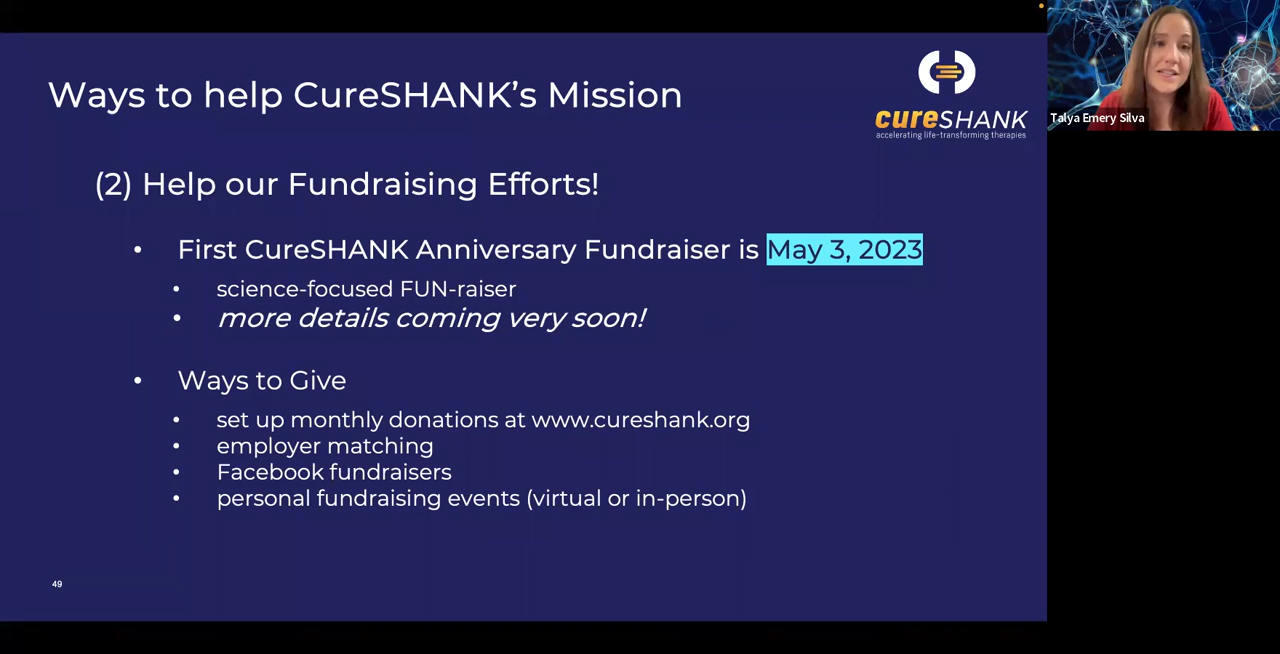 Ways to help CureSHANK's Mission
cureSHANK
accelerating life-transforming therapies
Talya Emery Silva
(2) Help our Fundraising Efforts!
• First CureSHANK Anniversary Fundraiser is May 3, 2023
• science-focused FUN-raiser
• more details coming very soon!
• Ways to Give
• set up monthly donations at www.cureshank.org
• employer matching
• Facebook fundraisers
• personal fundraising events (virtual or in-person)
49